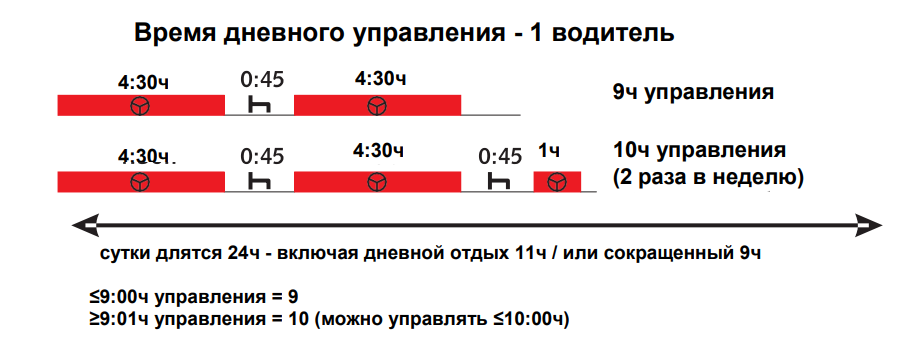 Время дневного управления - 1 водитель
4:30ч 0:45 4:30ч
9ч управления
4:30ч 0:45 4:30ч 0:45 1ч
10ч управления
(2 раза в неделю)
сутки длятся 24ч - включая дневной отдых 11ч / или сокращенный 9ч
≤9:00ч управления = 9
≥9:01ч управления = 10 (можно управлять ≤10:00ч)